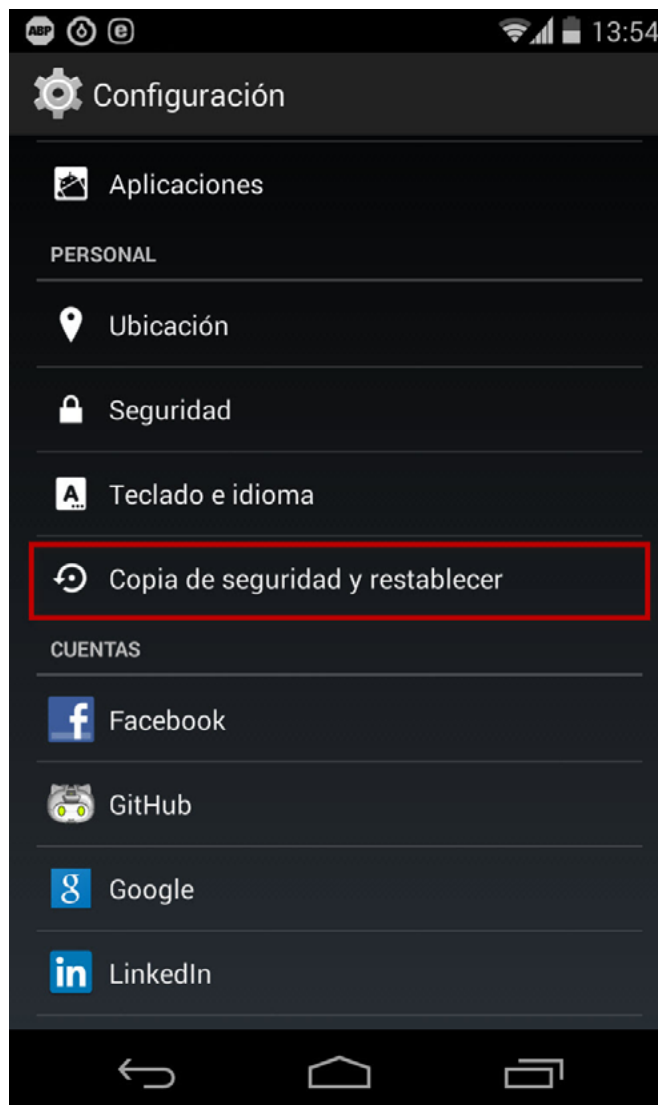 ABP
e
13:54
Configuración
Aplicaciones
PERSONAL
Ubicación
Seguridad
A
Teclado e idioma
Copia de seguridad y restablecer
CUENTAS
f
Facebook
GitHub
g
Google
in
LinkedIn